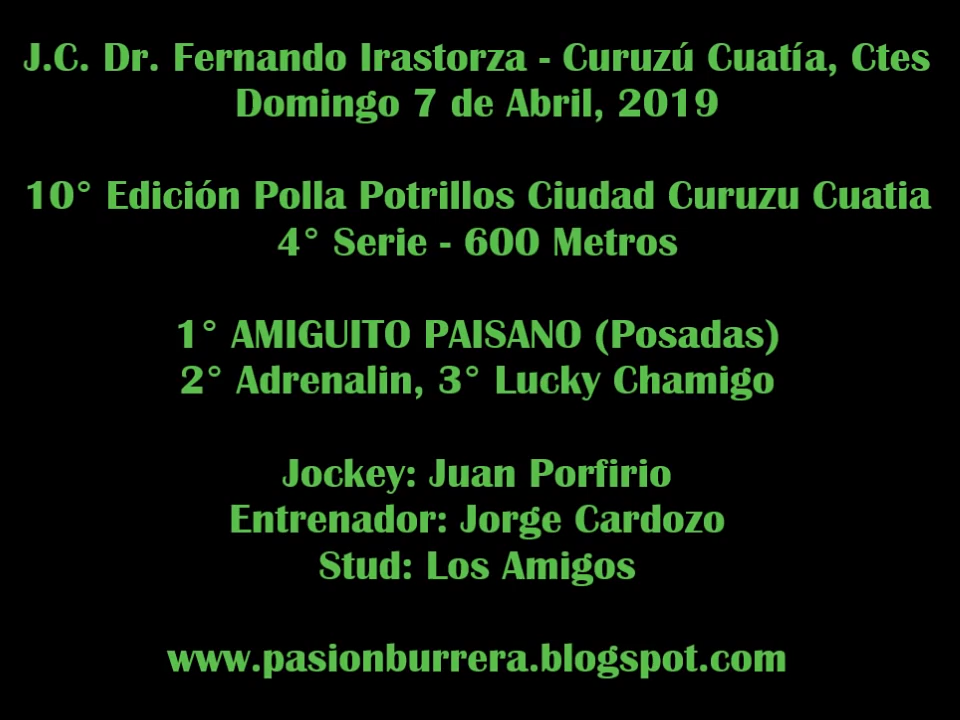 J.C. Dr. Fernando Irastorza - Curuzú Cuatía, Ctes
Domingo 7 de Abril, 2019
10° Edición Polla Potrillos Ciudad Curuzu Cuatia
4° Serie - 600 Metros
1° AMIGUITO PAISANO (Posadas)
2° Adrenalin, 3° Lucky Chamigo
Jockey: Juan Porfirio
Entrenador: Jorge Cardozo
Stud: Los Amigos
www.pasionburrera.blogspot.com